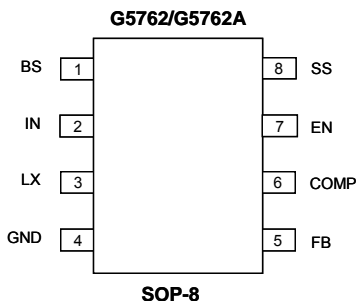 G5762/G5762A
BS 1 8 SS
IN 2 7 EN
LX 3 6 COMP
GND 4 5 FB
SOP-8